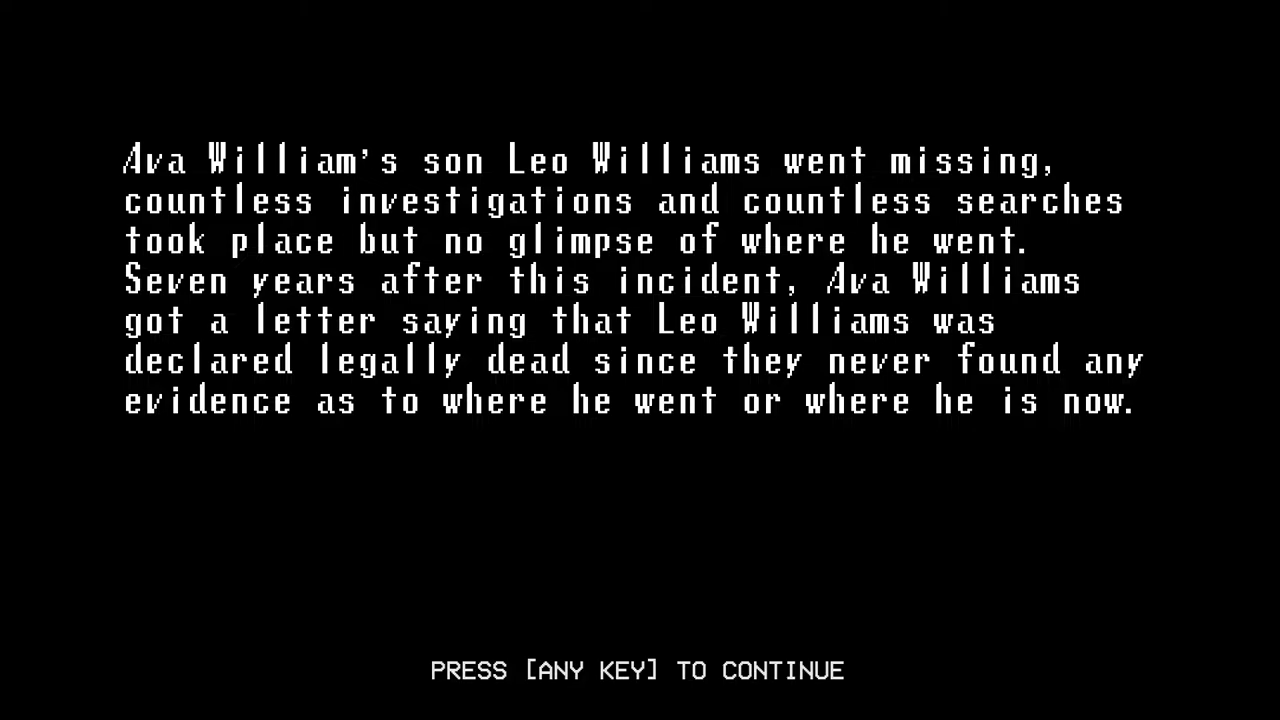 Ava William's son Leo Williams went missing,
countless investigations and countless searches
took place but no glimpse of where he went.
Seven years after this incident, Ava Williams
got a letter saying that Leo Williams was
declared legally dead since they never found any
evidence as to where he went or where he is now.
PRESS [ANY KEY] TO CONTINUE